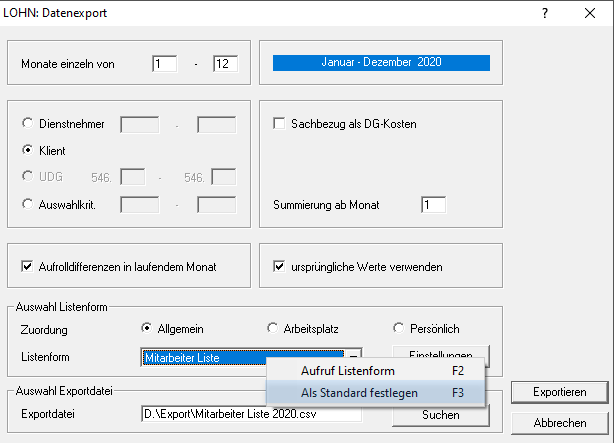 LOHN: Datenexport
?
Monate einzeln von 1 - 12
Januar - Dezember 2020
Dienstnehmer -
Klient
UDG 546. - 546.
Auswahlkrit. -
Sachbezug als DG-Kosten
Summierung ab Monat 1
Aufrolldifferenzen in laufendem Monat
ursprüngliche Werte verwenden
Auswahl Listenform
Zuordung Allgemein Arbeitsplatz Persönlich
Listenform Mitarbeiter Liste Einstellungen
Aufruf Listenform F2
Als Standard festlegen F3
Auswahl Exportdatei
Exportdatei D:\Export\Mitarbeiter Liste 2020.csv Suchen
Exportieren
Abbrechen